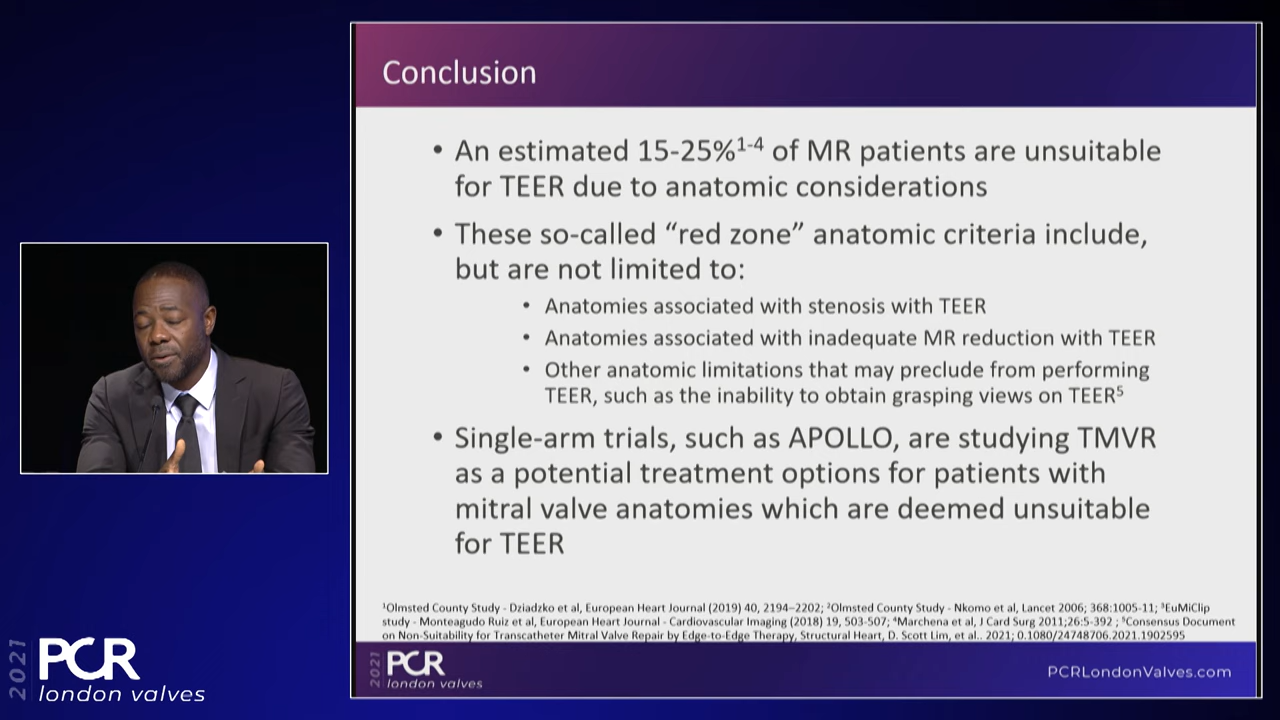 Conclusion
• An estimated 15-25%1-4 of MR patients are unsuitable
for TEER due to anatomic considerations
• These so-called “red zone” anatomic criteria include,
but are not limited to:
• Anatomies associated with stenosis with TEER
• Anatomies associated with inadequate MR reduction with TEER
• Other anatomic limitations that may preclude from performing
TEER, such as the inability to obtain grasping views on TEER5
• Single-arm trials, such as APOLLO, are studying TMVR
as a potential treatment options for patients with
mitral valve anatomies which are deemed unsuitable
for TEER
1Olmsted County Study - Dziadzko et al, European Heart Journal (2019) 40, 2194–2202; 2Olmsted County Study - Nkomo et al, Lancet 2006; 368:1005-11; 3EuMiClip
study - Monteagudo Ruiz et al, European Heart Journal - Cardiovascular Imaging (2018) 19, 503-507; 4Marchena et al, J Card Surg 2011;26:5-392 ; 5Consensus Document
on Non-Suitability for Transcatheter Mitral Valve Repair by Edge-to-Edge Therapy, Structural Heart, D. Scott Lim, et al.. 2021; 0.1080/24748706.2021.1902595
2021
PCR
london valves
PCRLondonValves.com
2021
PCR
london valves